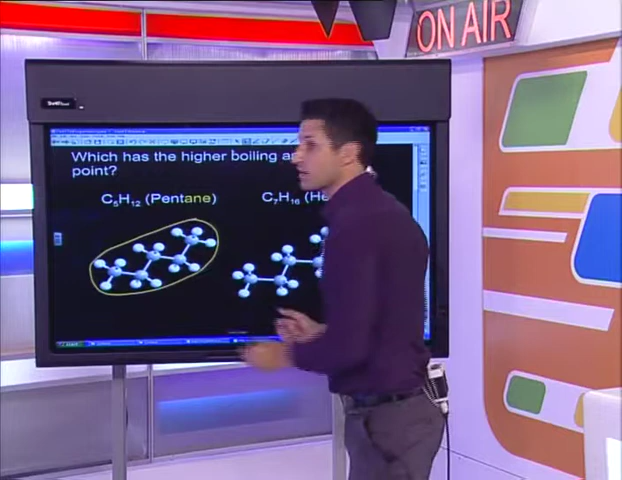 ON AIR
Which has the higher boiling
point?
C₅H₁₂ (Pentane)
C₇H₁₆ (He